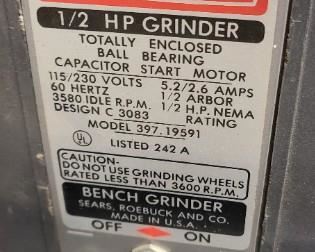 1/2 HP GRINDER
TOTALLY ENCLOSED
BALL BEARING
CAPACITOR START MOTOR
115/230 VOLTS 5.2/2.6 AMPS
60 HERTZ 1/2 ARBOR
3580 IDLE R.P.M. 1/2 H.P. NEMA
DESIGN C 3083 RATING
MODEL 397.19591
UL LISTED 242 A
CAUTION-
DO NOT USE GRINDING WHEELS
RATED LESS THAN 3600 R.P.M.
BENCH GRINDER
SEARS, ROEBUCK AND CO.
MADE IN U.S.A.
OFF ON